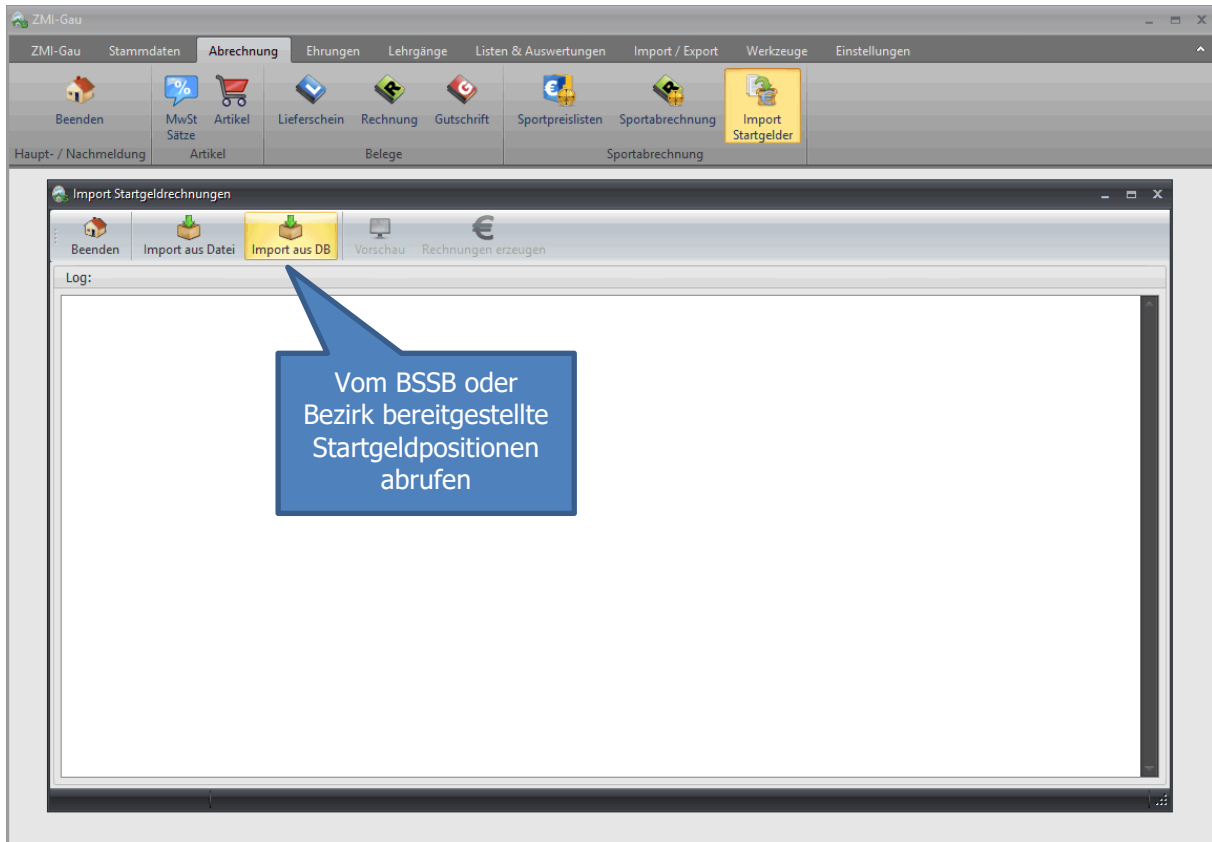 ZMI-Gau
ZMI-Gau Stammdaten Abrechnung Ehrungen Lehrgänge Listen & Auswertungen Import / Export Werkzeuge Einstellungen
Beenden MwSt Sätze Artikel Lieferschein Rechnung Gutschrift Sportpreislisten Sportabrechnung Import Startgelder
Haupt- / Nachmeldung Artikel Belege Sportabrechnung
Import Startgeldrechnungen
Beenden Import aus Datei Import aus DB Vorschau Rechnungen erzeugen
Log:
Vom BSSB oder
Bezirk bereitgestellte
Startgeldpositionen
abrufen